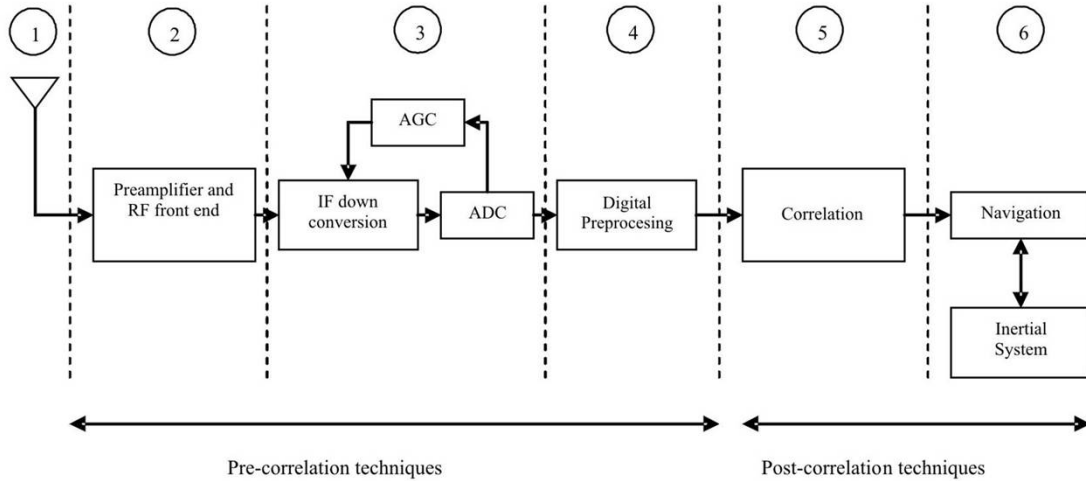 1
2
3
4
5
6
AGC
Preamplifier and
RF front end
IF down
conversion
ADC
Digital
Preprocesing
Correlation
Navigation
Inertial
System
Pre-correlation techniques
Post-correlation techniques